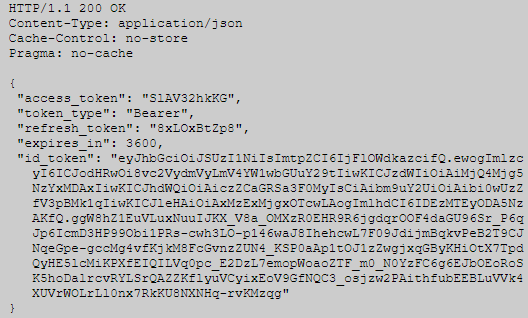 HTTP/1.1 200 OK
Content-Type: application/json
Cache-Control: no-store
Pragma: no-cache
{
"access_token": "SlAV32hkKG",
"token_type": "Bearer",
"refresh_token": "8xLOxBtZp8",
"expires_in": 3600,
"id_token": "eyJhbGciOiJSUzI1NiIsImtpZCI6IjFlOWdkazcifQ.ewogImlzc
yI6ICJodHRwOi8vc2VydmVyLmV4YW1wbGUuY29tIiwKICJzdWIiOiAiMjQ4Mjg5
NzYxMDAxIiwKICJhdWQiOiAiczZCaGRSa3F0MyIsCiAibm9uY2UiOiAibi0wUzZ
fV3pBMk1qIiwKICJleHAiOiAxMzExMjgxOTcwLAogImlhdCI6IDEzMTEyODA5Nz
AKfQ.ggW8hZ1EuVLuxNuuIJKX_V8a_OMXzR0EHR9R6jgdqrOOF4daGU96Sr_P6q
Jp6IcmD3HP99Obi1PRs-cwh3LO-p146waJ8IhehcwL7F09JdijmBqkvPeB2T9CJ
NqeGpe-gccMg4vfKjkM8FcGvnzZUN4_KSP0aAp1tOJ1zZwgjxqGByKHiOtX7Tpd
QyHE5lcMiKPXfEIQILVq0pc_E2DzL7emopWoaoZTF_m0_N0YzFC6g6EJbOEoRoS
K5hoDalrcvRYLSrQAZZKflyuVCyixEoV9GfNQC3_osjzw2PAithfubEEBLuVVk4
XUVrWOLrLl0nx7RkKU8NXNHq-rvKMzqg"
}